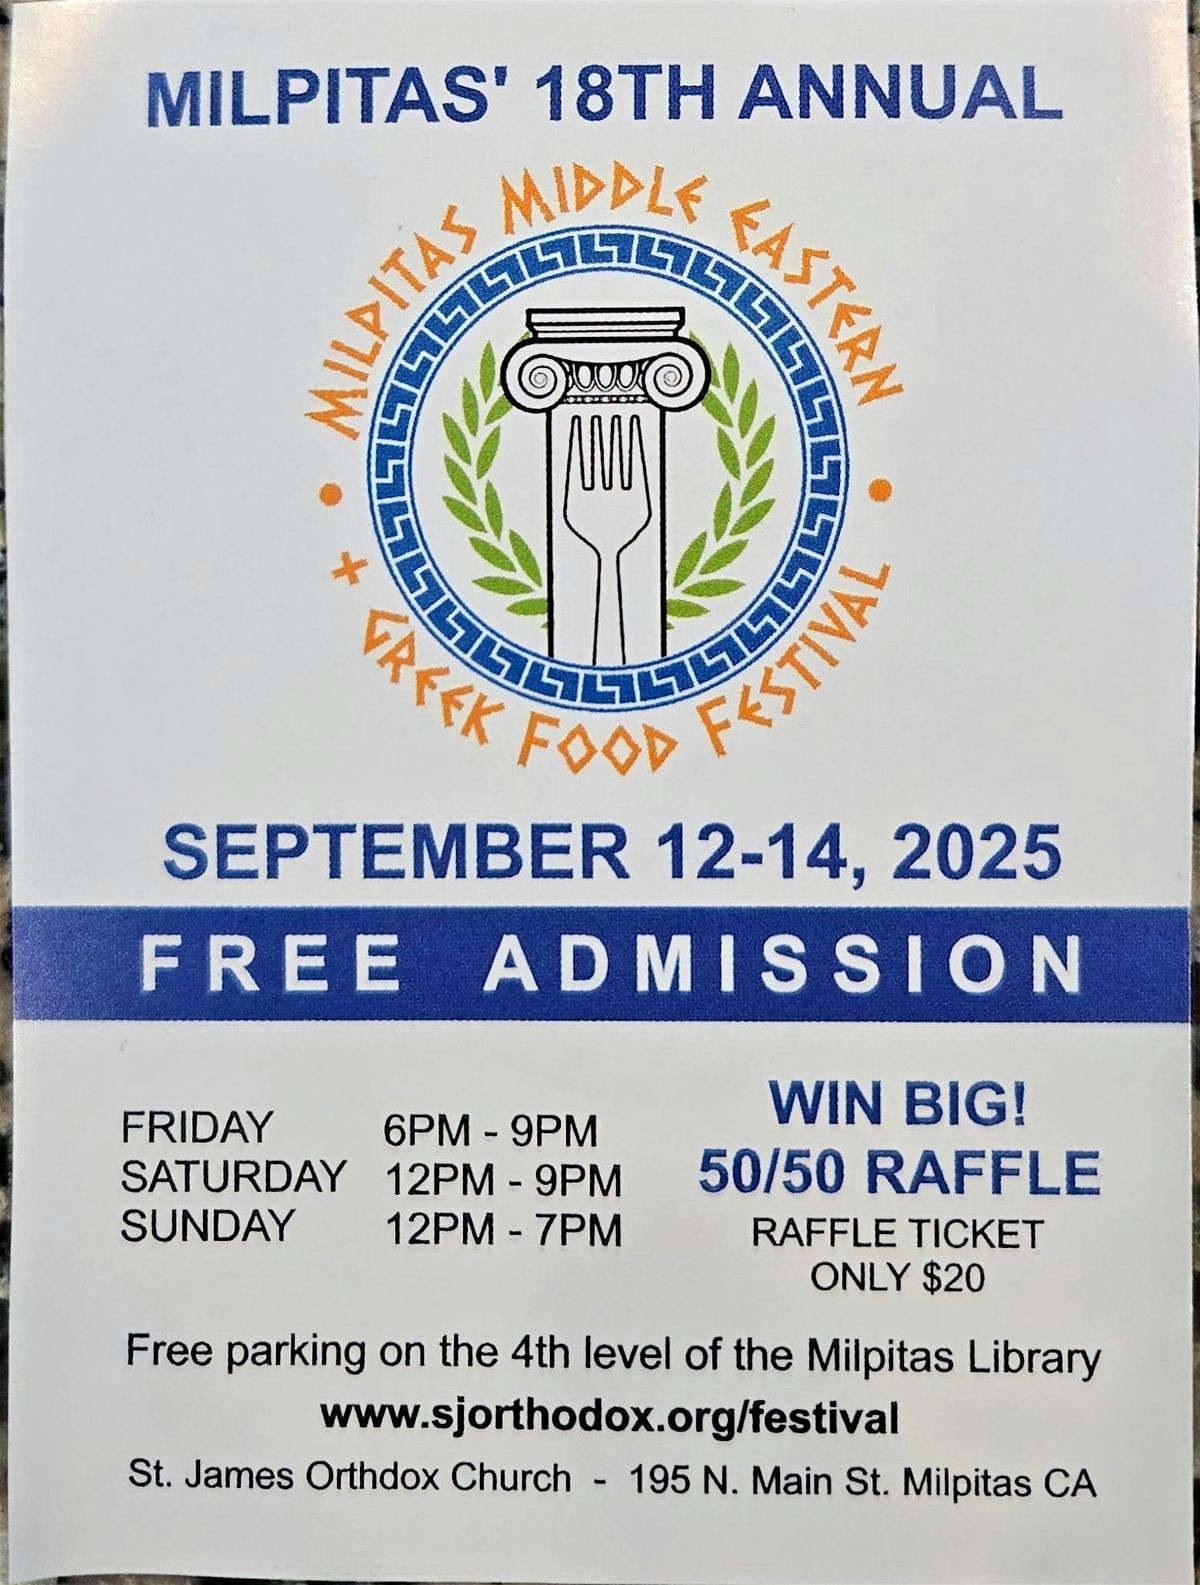 MILPITAS' 18TH ANNUAL
MILPITAS MIDDLE EASTERN
+ GREEK FOOD FESTIVAL
SEPTEMBER 12-14, 2025
FREE ADMISSION
FRIDAY 6PM - 9PM
SATURDAY 12PM - 9PM
SUNDAY 12PM - 7PM
WIN BIG!
50/50 RAFFLE
RAFFLE TICKET
ONLY $20
Free parking on the 4th level of the Milpitas Library
www.sjorthodox.org/festival
St. James Orthdox Church - 195 N. Main St. Milpitas CA